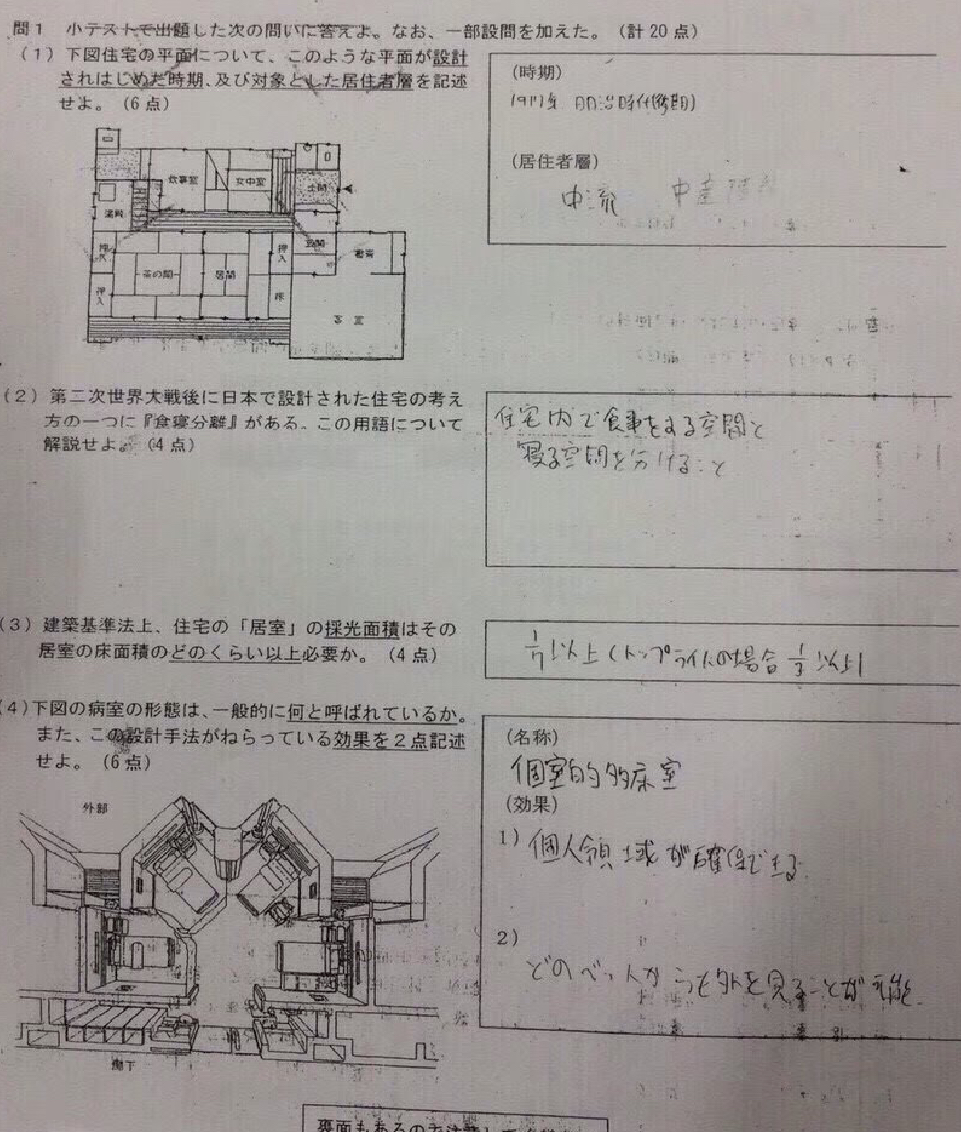 問1 小テストで出題した次の問いに答えよ。なお、一部設問を加えた。(計20点)
(1)下図住宅の平面について、このような平面が設計
されはじめた時期、及び対象とした居住者層を記述
せよ。(6点)
(時期)
明治時代(後期)
(居住者層)
中流
炊事室
女中室
土間
湯殿
押入
茶の間
居間
押入
玄関
書斎
押入
床
客室
(2)第二次世界大戦後に日本で設計された住宅の考え
方の一つに『食寝分離』がある。この用語について
解説せよ。(4点)
住宅内で食事をする空間と
寝る空間を分けること
(3)建築基準法上、住宅の「居室」の採光面積はその
居室の床面積のどのくらい以上必要か。(4点)
1/7以上(トップライトの場合 1/3以上)
(4)下図の病室の形態は、一般的に何と呼ばれているか。
また、この設計手法がねらっている効果を2点記述
せよ。(6点)
(名称)
個室的多床室
(効果)
1)個人領域が確保できる
2)
どのベットからも外を見ることが可能
外部
廊下
裏面もあるので注意して